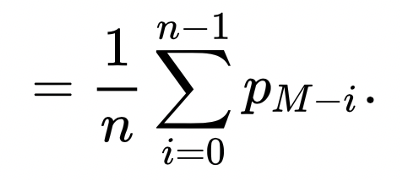 = \frac{1}{n} \sum_{i=0}^{n-1} p_{M-i}.